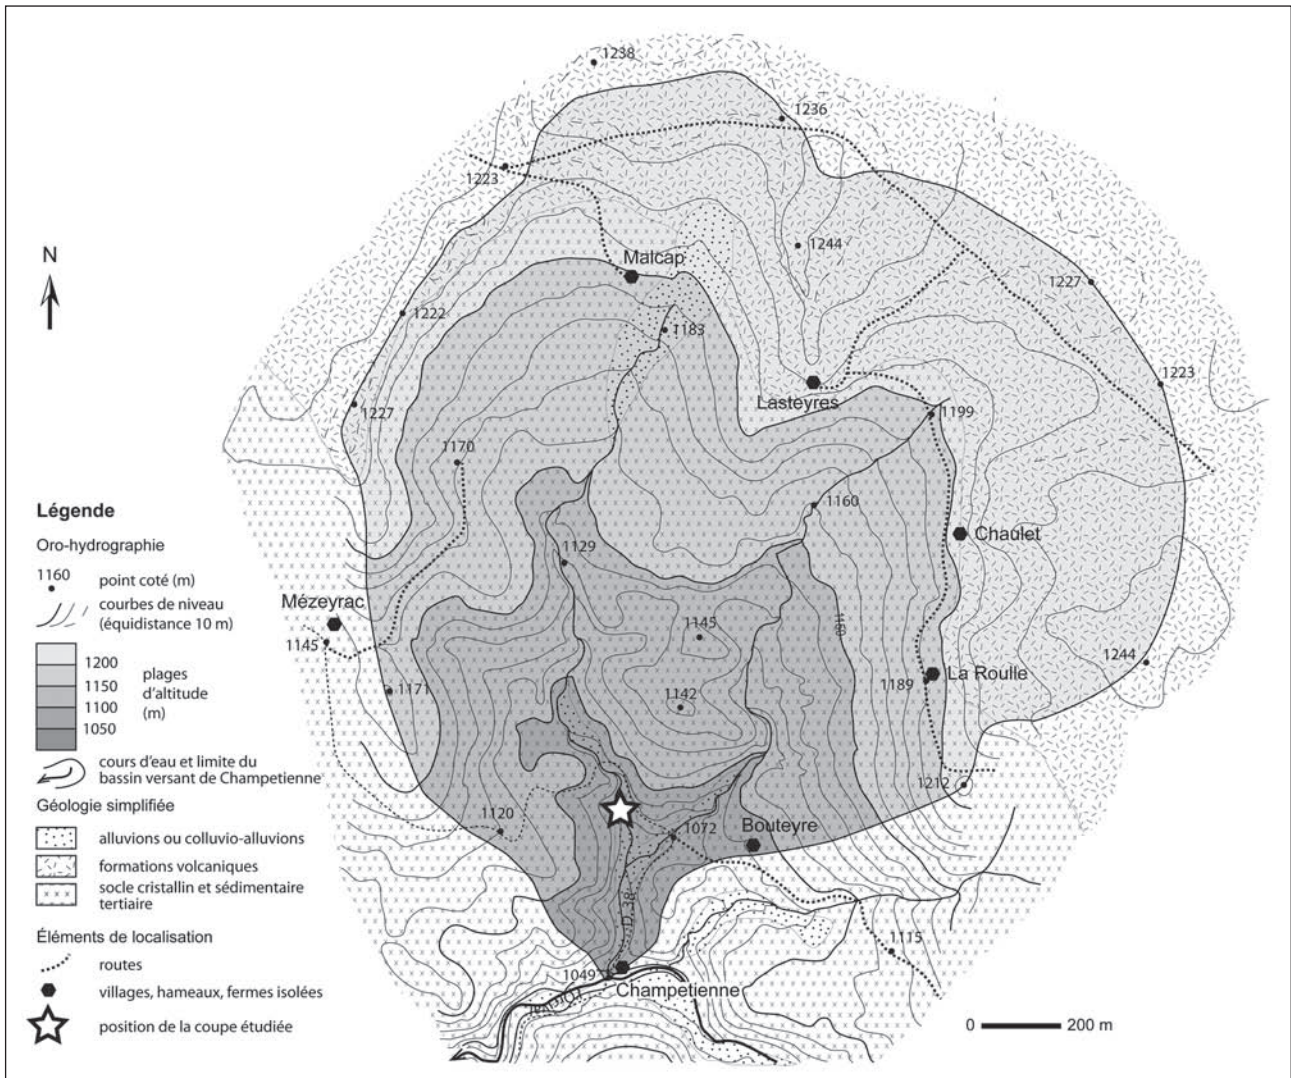 1238
1236
1223
N
1244
Malcap
1227
1222
1183
1223
Lasteyres
1227
1199
1170
1160
Légende
Oro-hydrographie
1160
point coté (m)
courbes de niveau
(équidistance 10 m)
1200
1150
1100
1050
plages
d'altitude
(m)
cours d'eau et limite du
bassin versant de Champetienne
Géologie simplifiée
alluvions ou colluvio-alluvions
formations volcaniques
socle cristallin et sédimentaire
tertiaire
Éléments de localisation
routes
villages, hameaux, fermes isolées
position de la coupe étudiée
Chaulet
1129
Mézeyrac
1145
1145
1160
1244
La Roulle
1189
1171
1142
1212
1120
1072
Bouteyre
D. 38
1115
1049
Champetienne
0
200 m